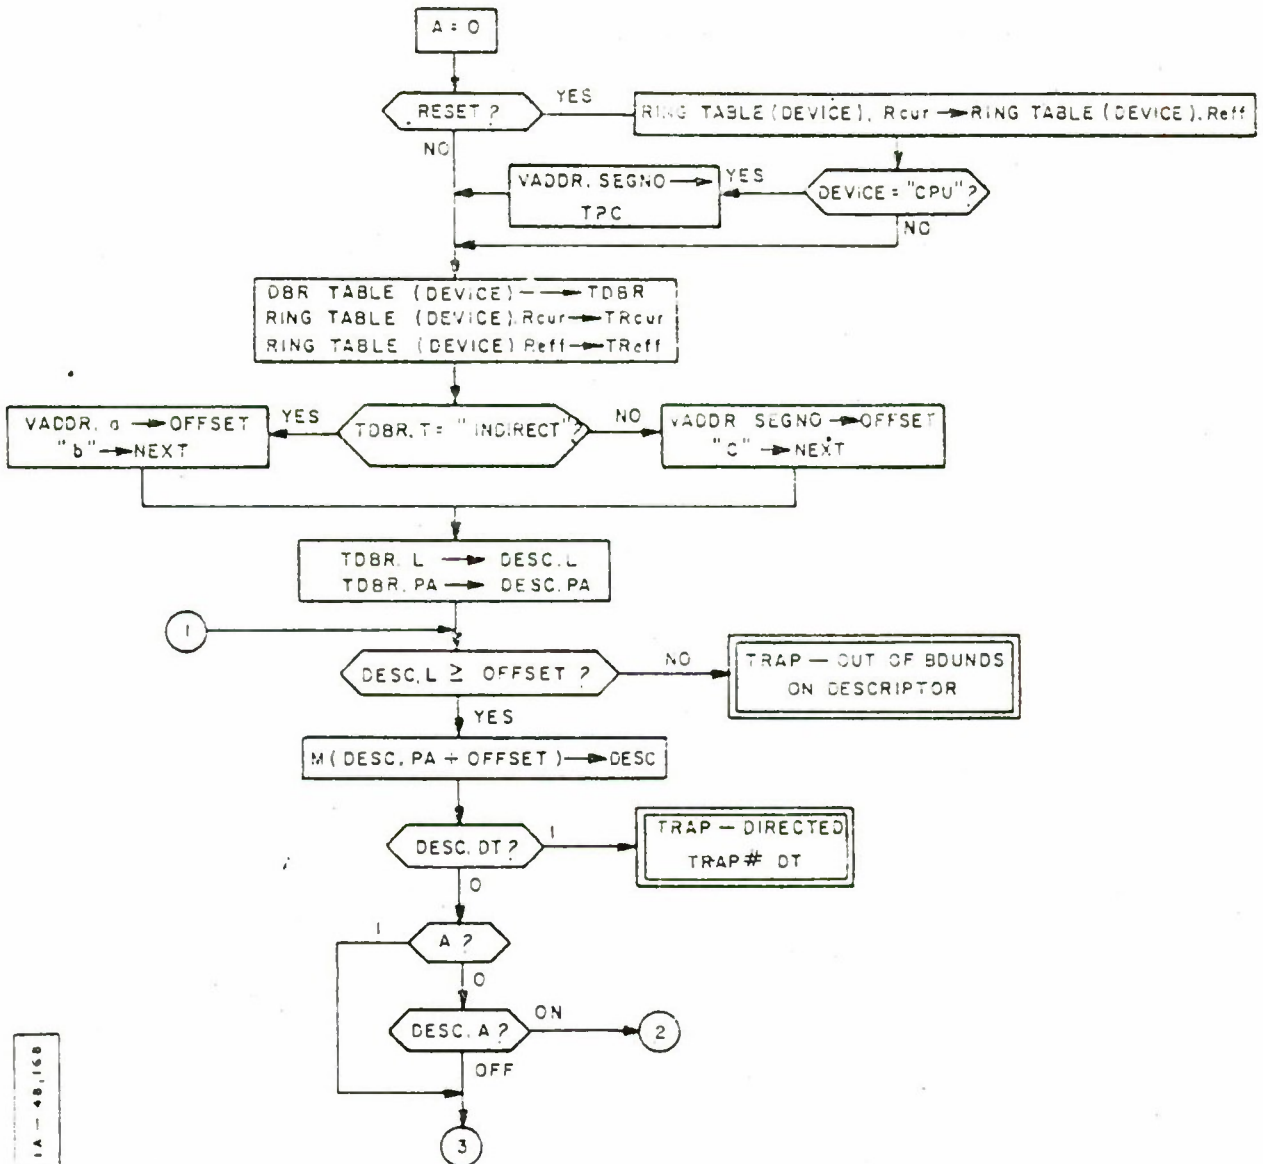 A = 0
RESET ?
YES
RING TABLE (DEVICE), Rcur → RING TABLE (DEVICE), Reff
NO
DEVICE = "CPU" ?
YES
VADDR. SEGNO →
TPC
NO
DBR TABLE (DEVICE) → TDBR
RING TABLE (DEVICE). Rcur → TRcur
RING TABLE (DEVICE) Reff → TReff
TDBR. T = "INDIRECT" ?
YES
VADDR. a → OFFSET
"b" → NEXT
NO
VADDR SEGNO → OFFSET
"C" → NEXT
TDBR. L → DESC. L
TDBR. PA → DESC. PA
1
DESC. L ≥ OFFSET ?
NO
TRAP — OUT OF BOUNDS
ON DESCRIPTOR
YES
M ( DESC. PA + OFFSET ) → DESC
DESC. DT ?
1
TRAP — DIRECTED
TRAP# DT
0
A ?
1
0
DESC. A ?
ON
2
OFF
3
IA — 48,168